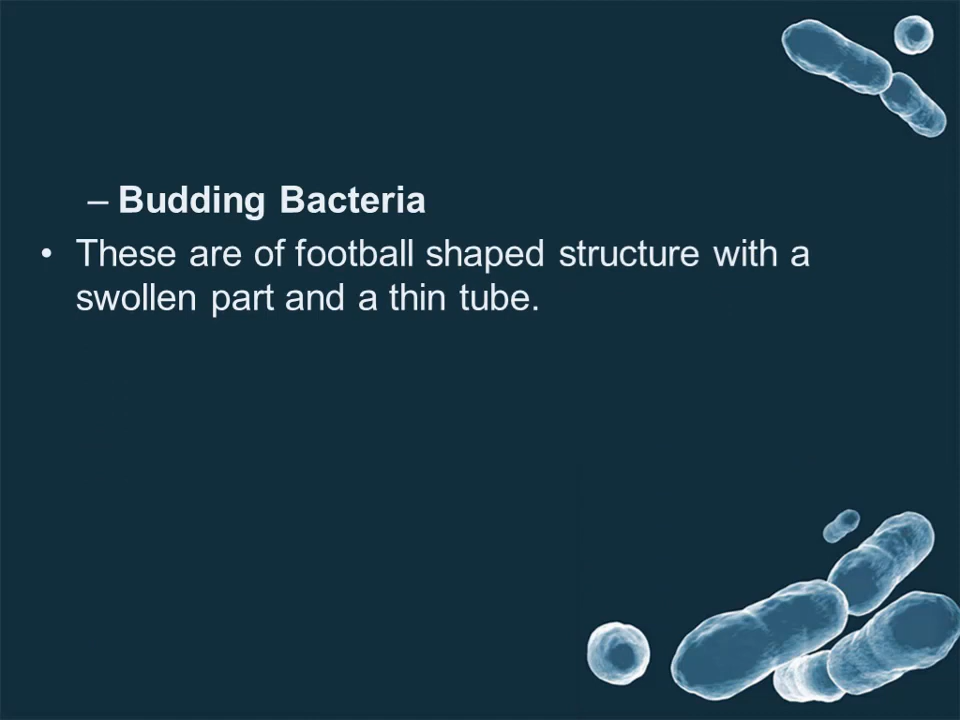 – Budding Bacteria
• These are of football shaped structure with a
swollen part and a thin tube.